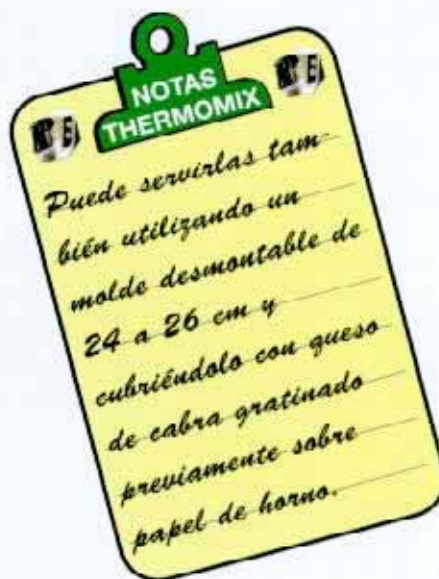 NOTAS
THERMOMIX
Puede servirlas tam-
bién utilizando un
molde desmontable de
24 a 26 cm y
cubriéndolo con queso
de cabra gratinado
previamente sobre
papel de horno.